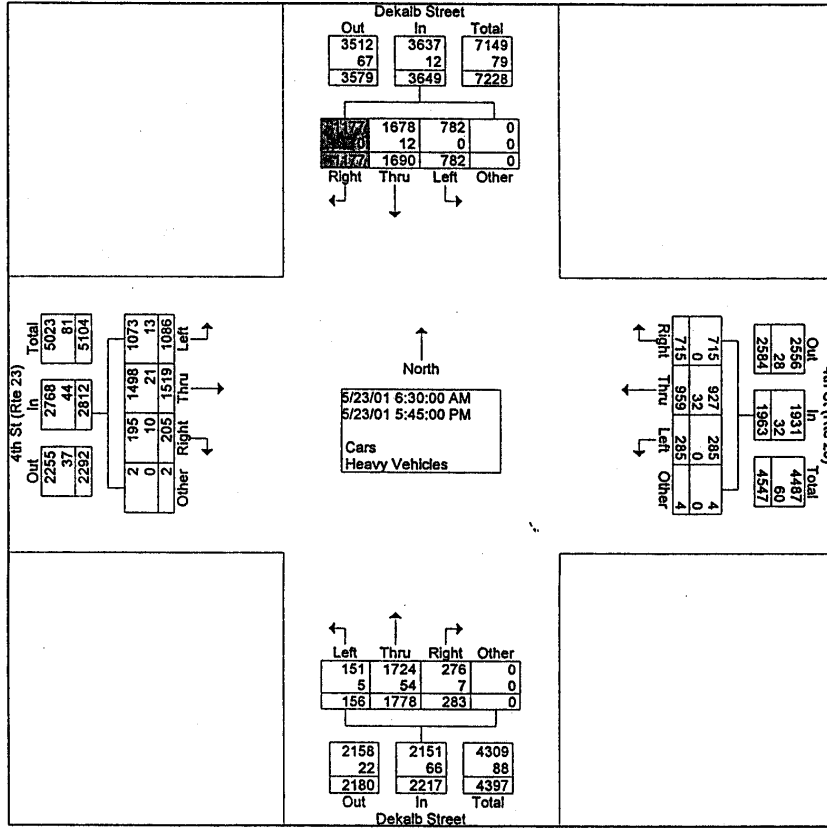 Dekalb Street
Out In Total
3512 3637 7149
67 12 79
3579 3649 7228
1177 1678 782 0
0 12 0 0
1177 1690 782 0
Right Thru Left Other
4th St (Rte 23)
Total In Out
5023 2768 2255
81 44 37
5104 2812 2292
1073 1498 195 2
13 21 10 0
1086 1519 205 2
Left Thru Right Other
North
5/23/01 6:30:00 AM
5/23/01 5:45:00 PM
Cars
Heavy Vehicles
Right Thru Left Other
715 927 285 4
0 32 0 0
715 959 285 4
Out In Total
2556 1931 4487
28 32 60
2584 1963 4547
Left Thru Right Other
151 1724 276 0
5 54 7 0
156 1778 283 0
2158 2151 4309
22 66 88
2180 2217 4397
Out In Total
Dekalb Street